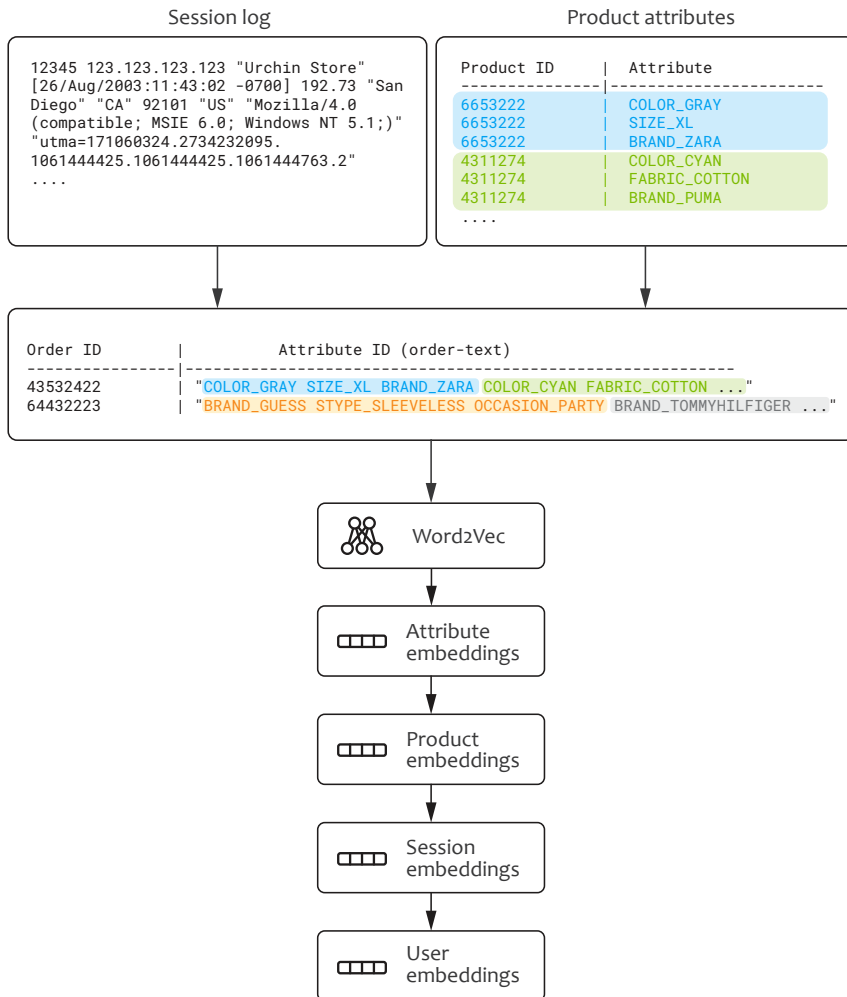 Session log
12345 123.123.123.123 "Urchin Store"
[26/Aug/2003:11:43:02 -0700] 192.73 "San
Diego" "CA" 92101 "US" "Mozilla/4.0
(compatible; MSIE 6.0; Windows NT 5.1;)"
"utma=171060324.2734232095.
1061444425.1061444425.1061444763.2"
....
Product attributes
Product ID | Attribute
---------------|-----------------------
6653222 | COLOR_GRAY
6653222 | SIZE_XL
6653222 | BRAND_ZARA
4311274 | COLOR_CYAN
4311274 | FABRIC_COTTON
4311274 | BRAND_PUMA
....
Order ID | Attribute ID (order-text)
----------------|-----------------------------------------------------------
43532422 | "COLOR_GRAY SIZE_XL BRAND_ZARA COLOR_CYAN FABRIC_COTTON ..."
64432223 | "BRAND_GUESS STYPE_SLEEVELESS OCCASION_PARTY BRAND_TOMMYHILFIGER ..."
Word2Vec
Attribute
embeddings
Product
embeddings
Session
embeddings
User
embeddings